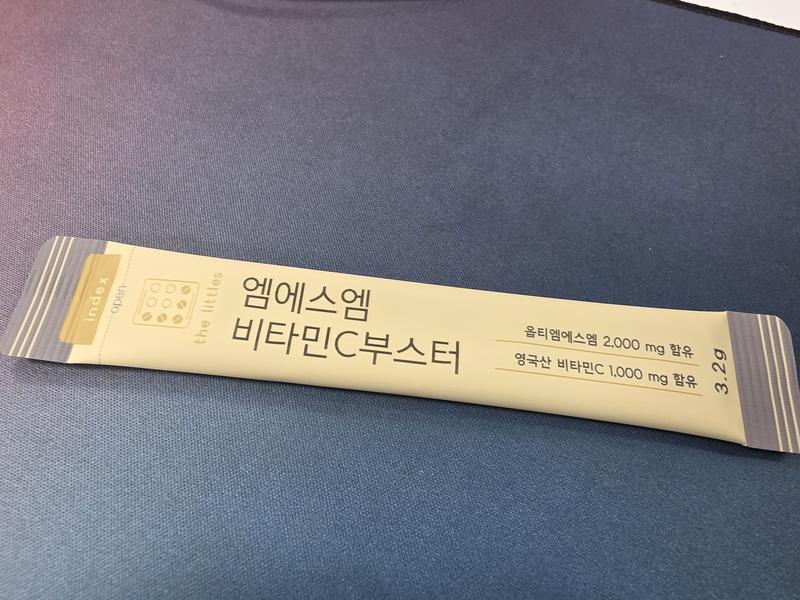 index
open
the littles
엠에스엠
비타민C부스터
옵티엠에스엠 2,000 mg 함유
영국산 비타민C 1,000 mg 함유
3.2g